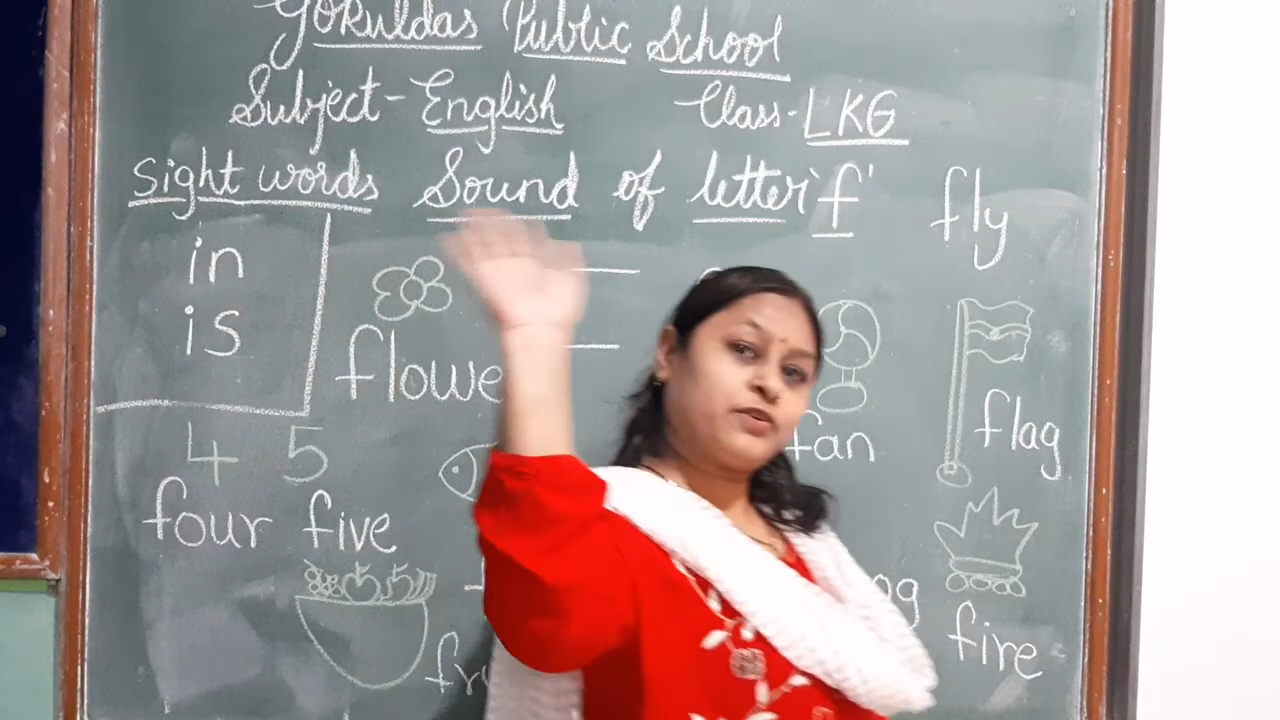 Gokuldas Public School
Subject- English Class- LKG
Sight words Sound of letter 'f' fly
in
is
flowe
fan
flag
4 5
four five
fire